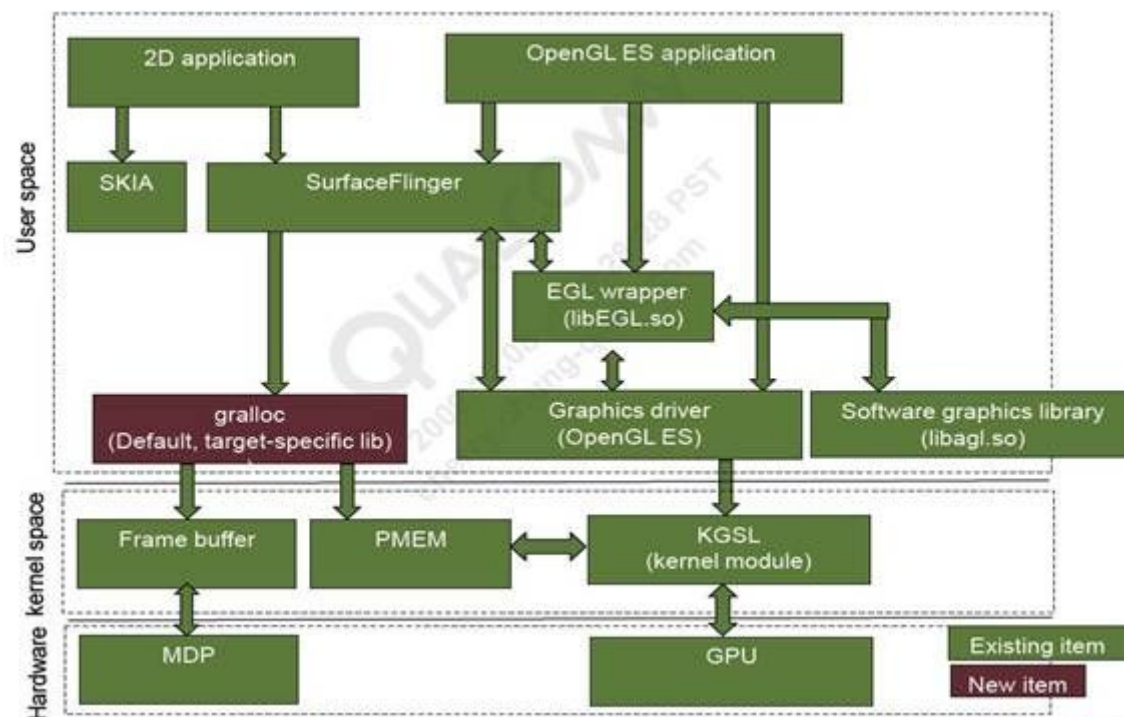 2D application
OpenGL ES application
User space
SKIA
SurfaceFlinger
EGL wrapper
(libEGL.so)
gralloc
(Default, target-specific lib)
Graphics driver
(OpenGL ES)
Software graphics library
(libagl.so)
kernel space
Frame buffer
PMEM
KGSL
(kernel module)
Hardware
MDP
GPU
Existing item
New item
QUALCOMM
PST